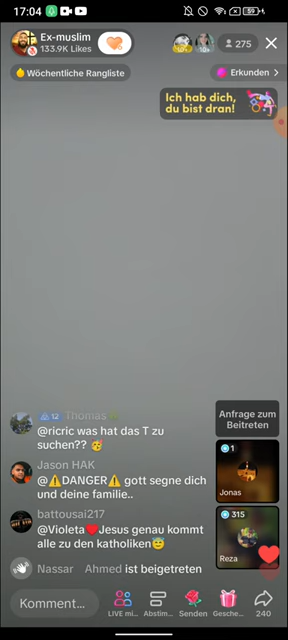 17:04
59
Ex-muslim
133.9K Likes
275
Wöchentliche Rangliste
Erkunden >
Ich hab dich,
du bist dran!
12 Thomas
@ricric was hat das T zu
suchen?? 🥳
Jason HAK
@⚠️DANGER⚠️ gott segne dich
und deine familie..
battousai217
@Violeta❤️Jesus genau kommt
alle zu den katholiken😇
Nassar Ahmed ist beigetreten
Anfrage zum
Beitreten
1
Jonas
315
Reza
Komment...
LIVE mi...
Abstim...
Senden
Gesche...
240